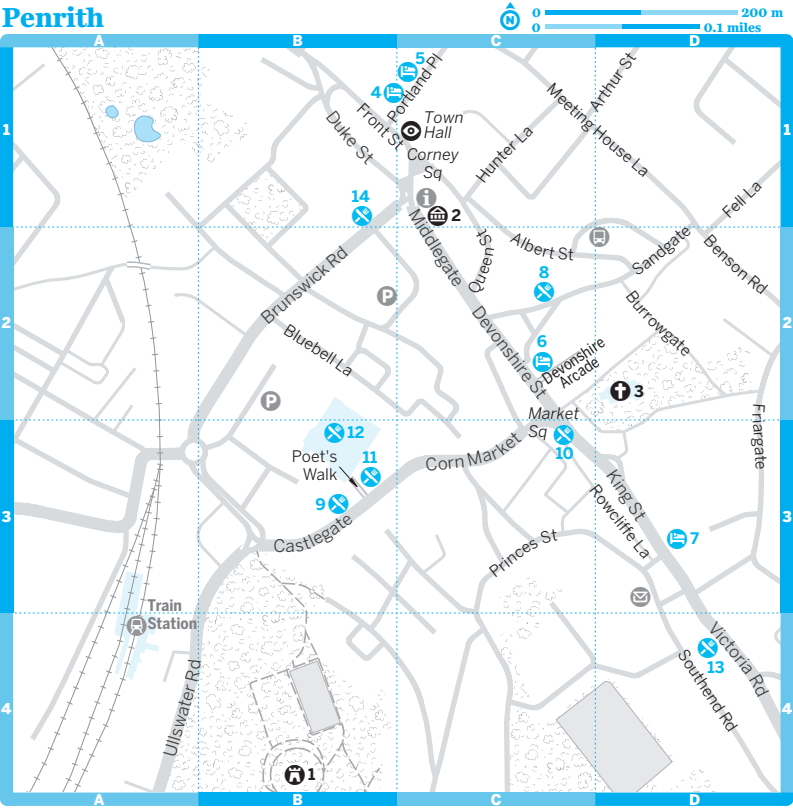 Penrith
N
0 200 m
0 0.1 miles
A B C D
1
2
3
4
1
2
3
4
A B C D
5
4
Portland Pl
Front St
Duke St
Town
Hall
Corney
Sq
Hunter La
Arthur St
Meeting House La
Fell La
14
i
2
Middlegate
Queen St
Albert St
Sandgate
Benson Rd
8
Brunswick Rd
P
Bluebell La
Devonshire St
6
Devonshire
Arcade
Burrowgate
3
P
Friargate
Market
Sq
10
12
Poet's
Walk
11
9
Corn Market
Castlegate
King St
Rowcliffe La
Princes St
7
Train
Station
Ullswater Rd
Victoria Rd
13
Southend Rd
1